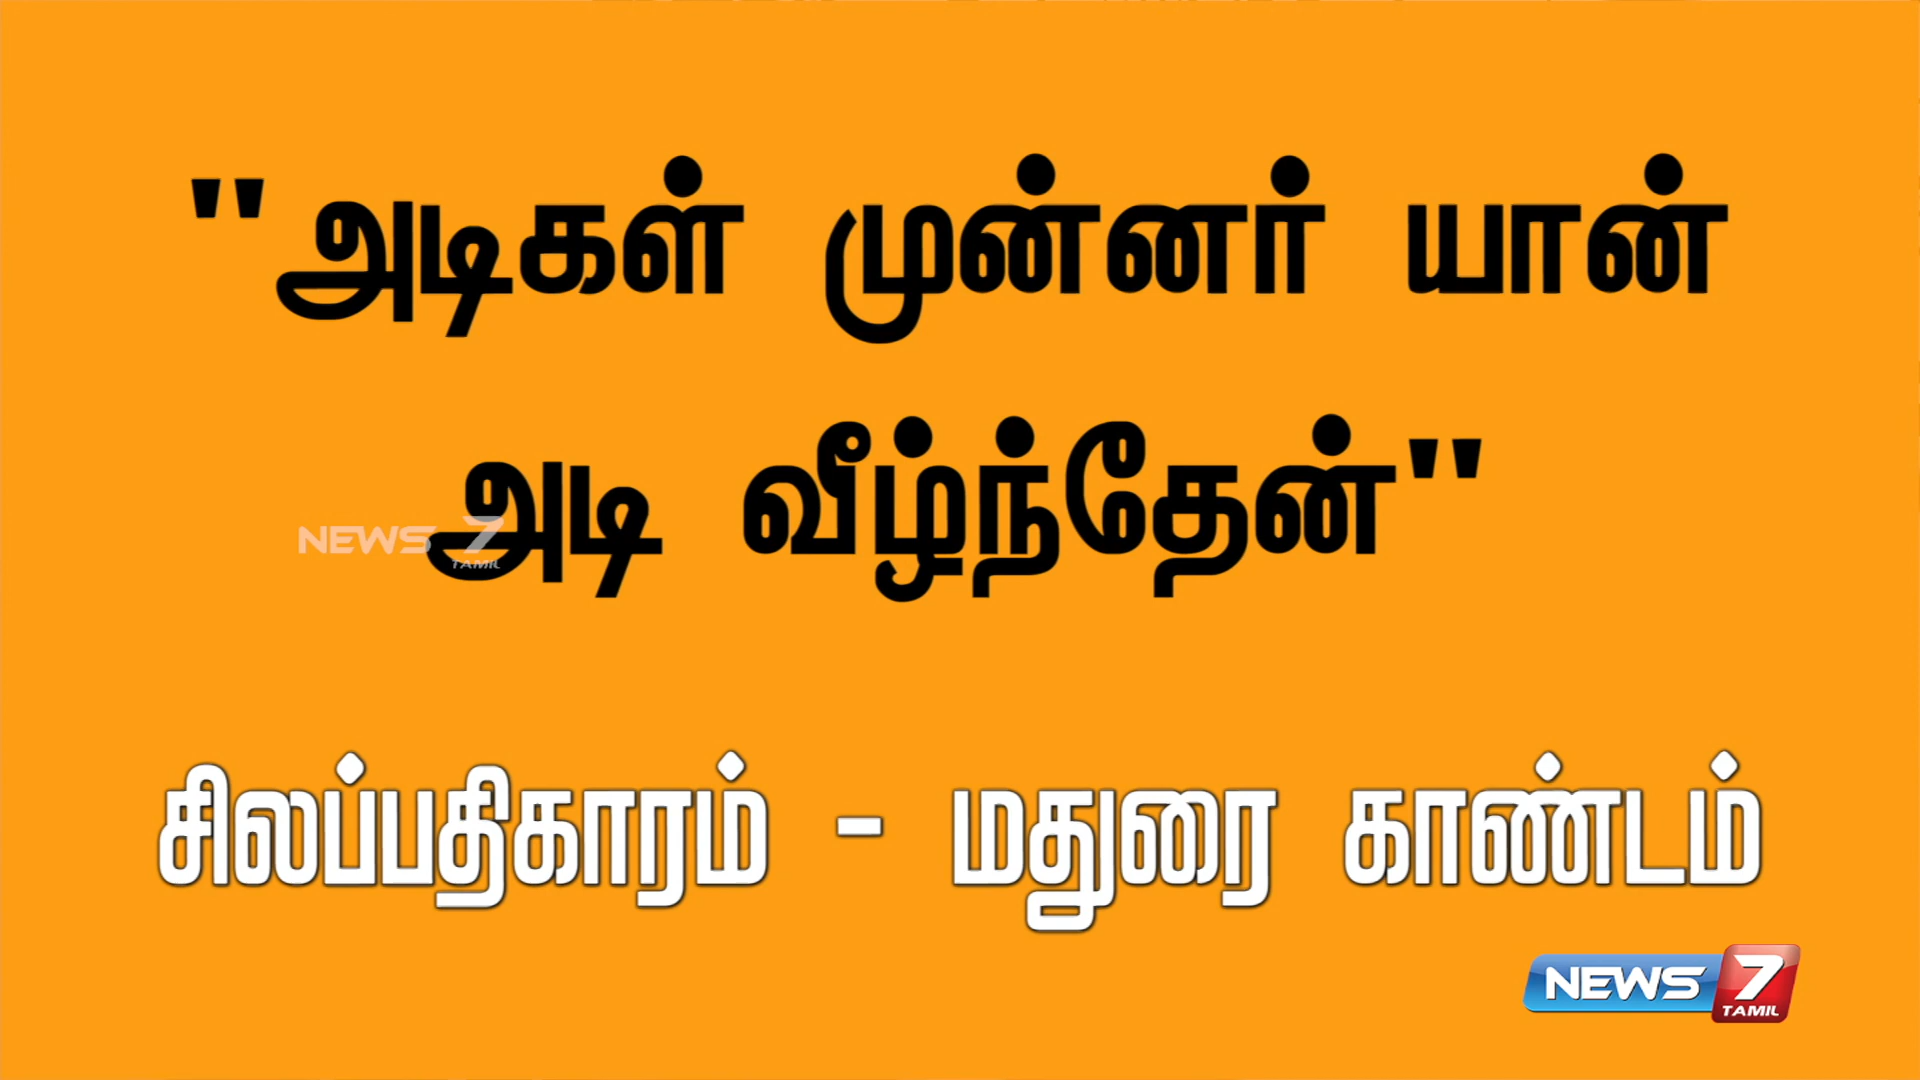 "அடிகள் முன்னர் யான்
அடி வீழ்ந்தேன்"
NEWS 7
TAMIL
சிலப்பதிகாரம் - மதுரை காண்டம்
NEWS 7
TAMIL